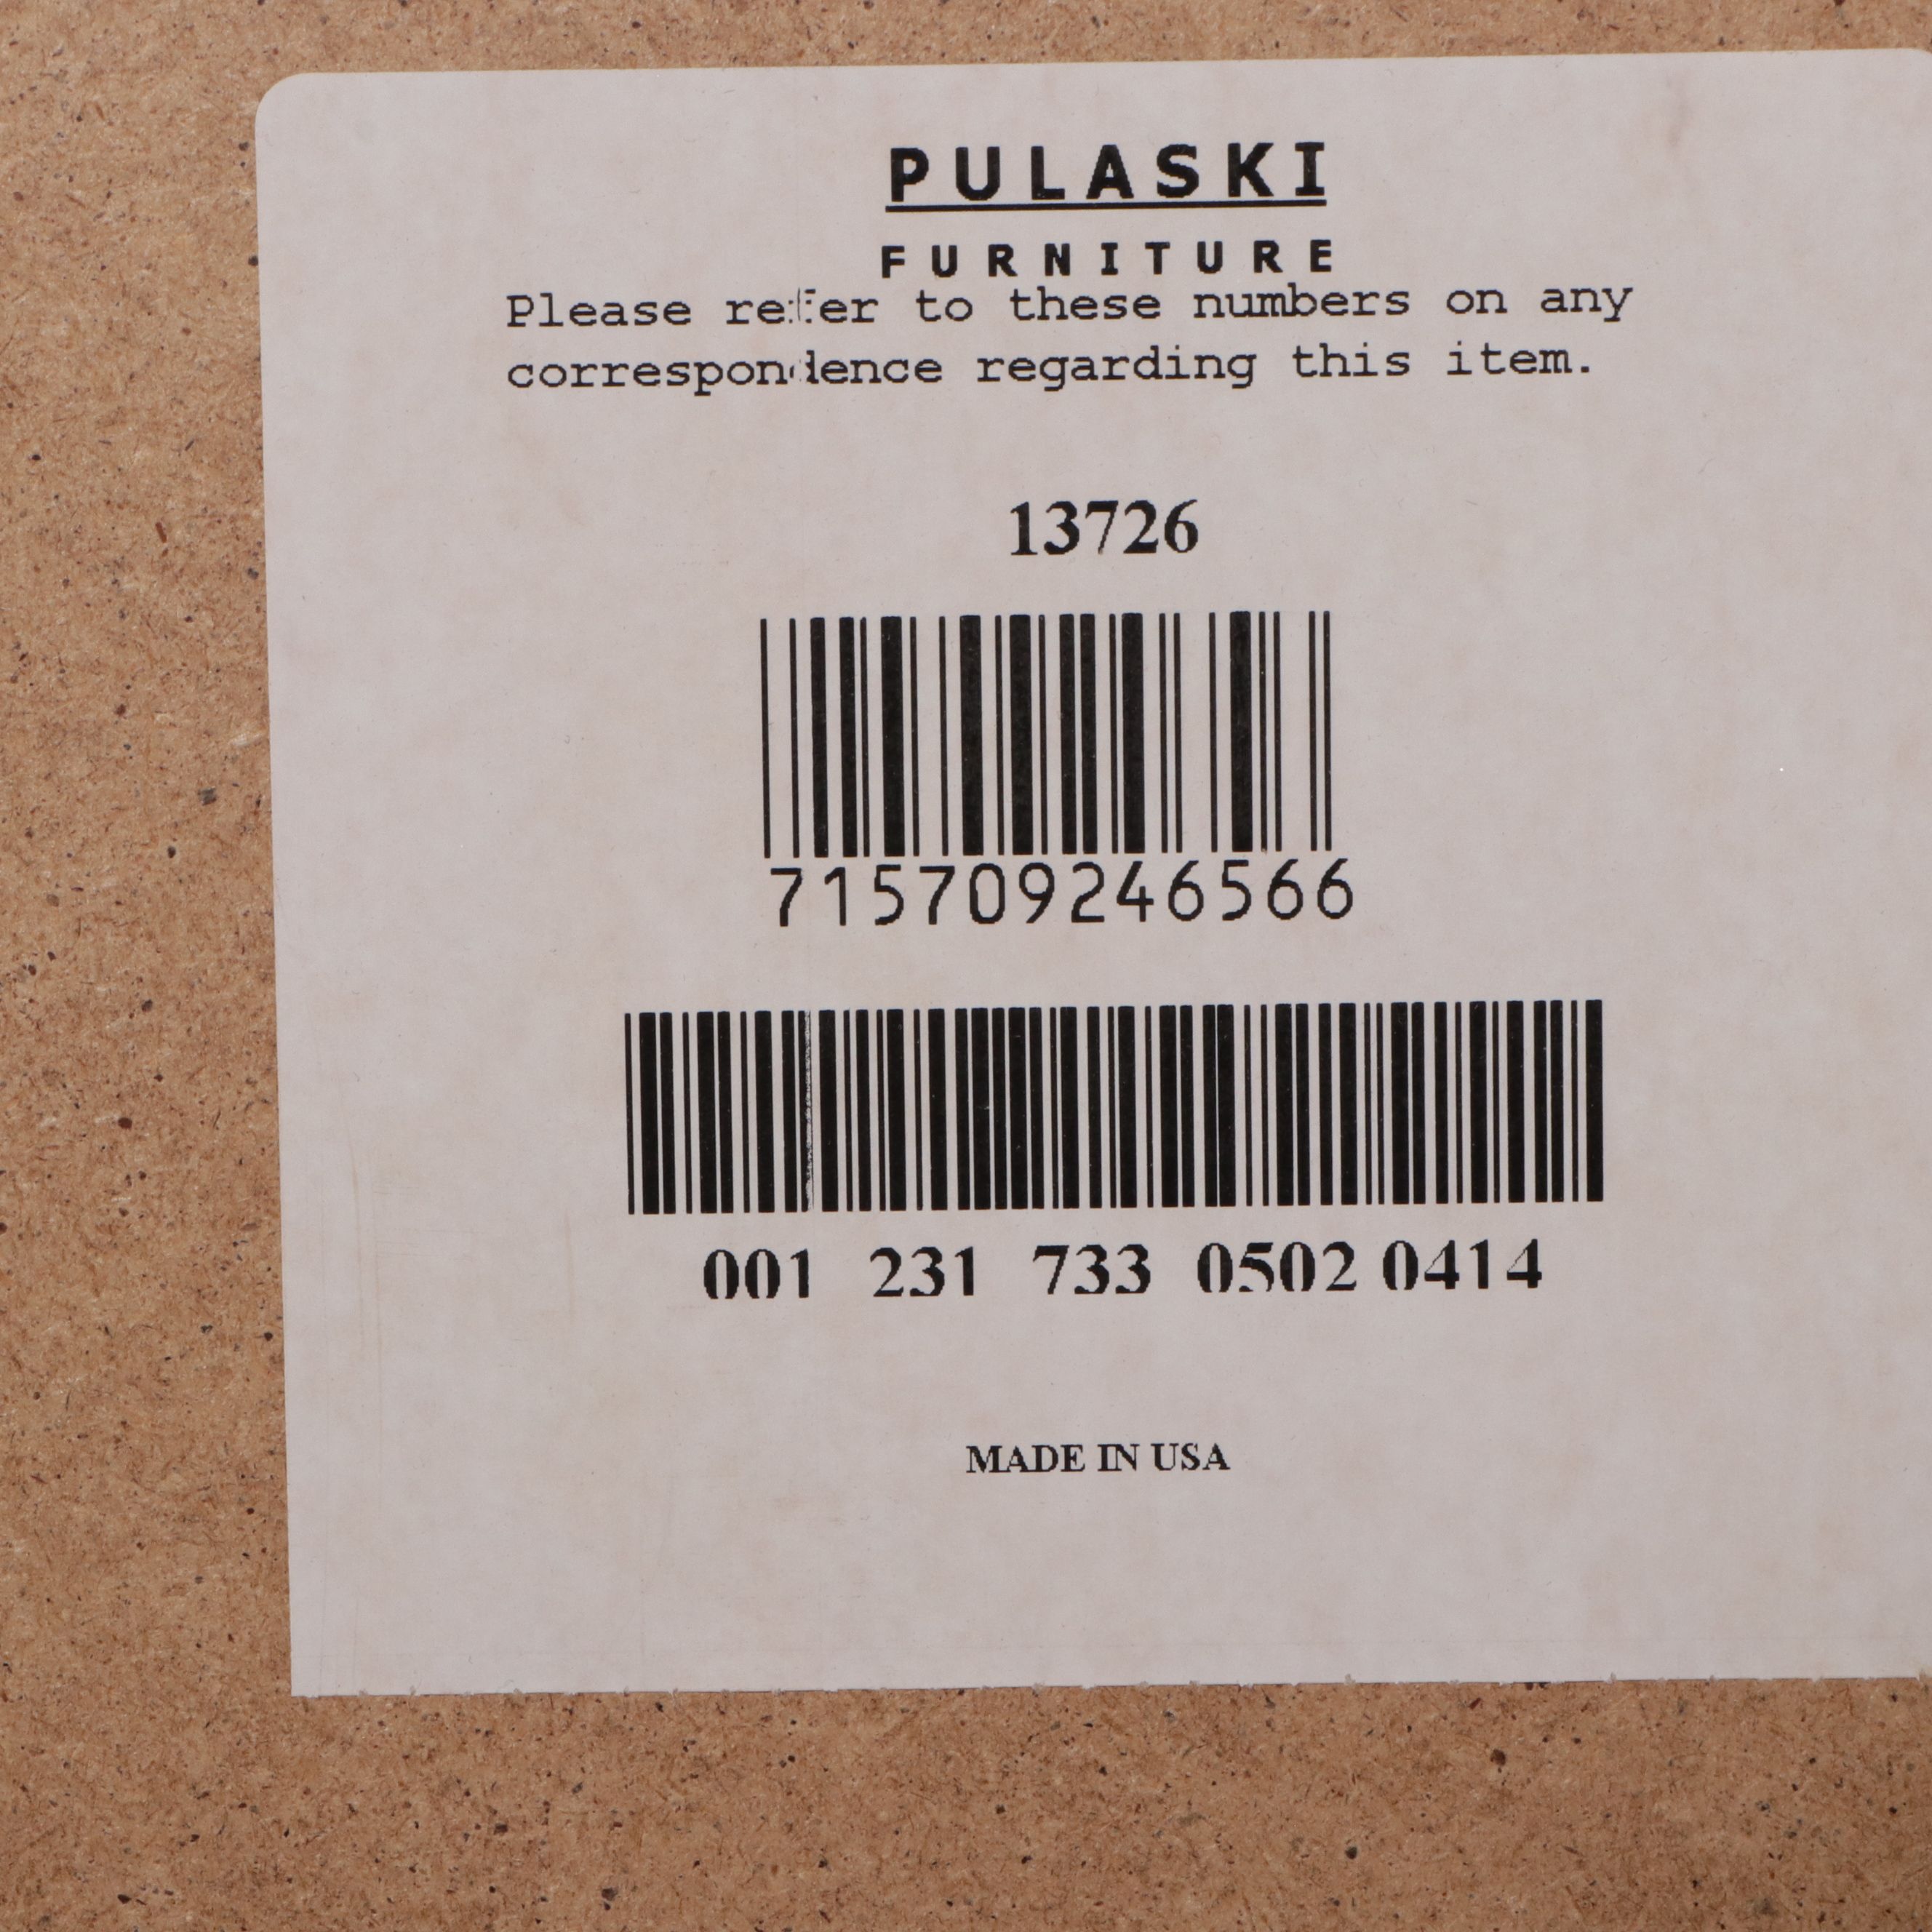 PULASKI
FURNITURE
Please refer to these numbers on any
correspondence regarding this item.
13726
715709246566
001 231 733 0502 0414
MADE IN USA